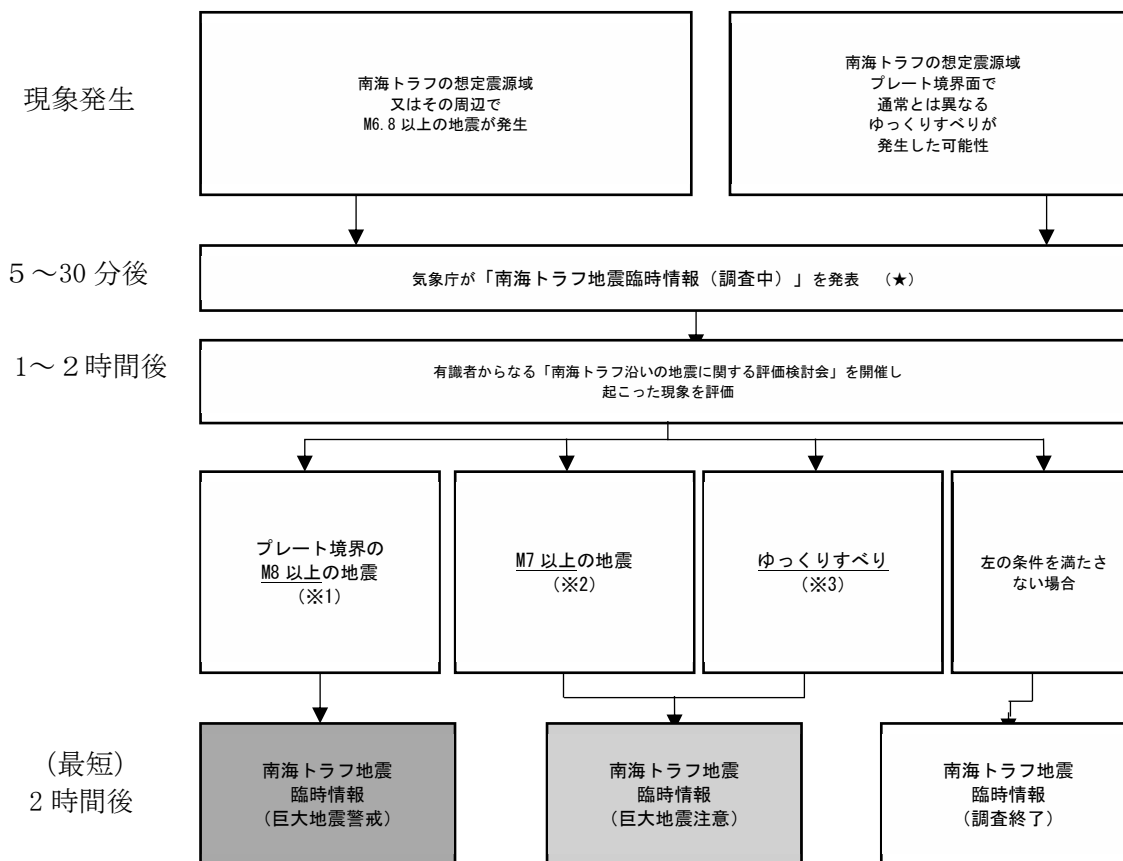 現象発生
南海トラフの想定震源域
又はその周辺で
M6.8 以上の地震が発生
南海トラフの想定震源域
プレート境界面で
通常とは異なる
ゆっくりすべりが
発生した可能性
５～30 分後
気象庁が「南海トラフ地震臨時情報（調査中）」を発表　（★）
1～２時間後
有識者からなる「南海トラフ沿いの地震に関する評価検討会」を開催し
起こった現象を評価
プレート境界の
M8 以上の地震
（※1）
M7 以上の地震
（※2）
ゆっくりすべり
（※3）
左の条件を満たさ
ない場合
(最短)
2 時間後
南海トラフ地震
臨時情報
（巨大地震警戒）
南海トラフ地震
臨時情報
（巨大地震注意）
南海トラフ地震
臨時情報
（調査終了）